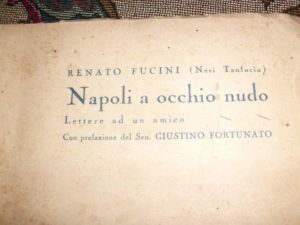 RENATO FUCINI (Neri Tanfucio)
Napoli a occhio nudo
Lettere ad un amico
Con prefazione del Sen. GIUSTINO FORTUNATO